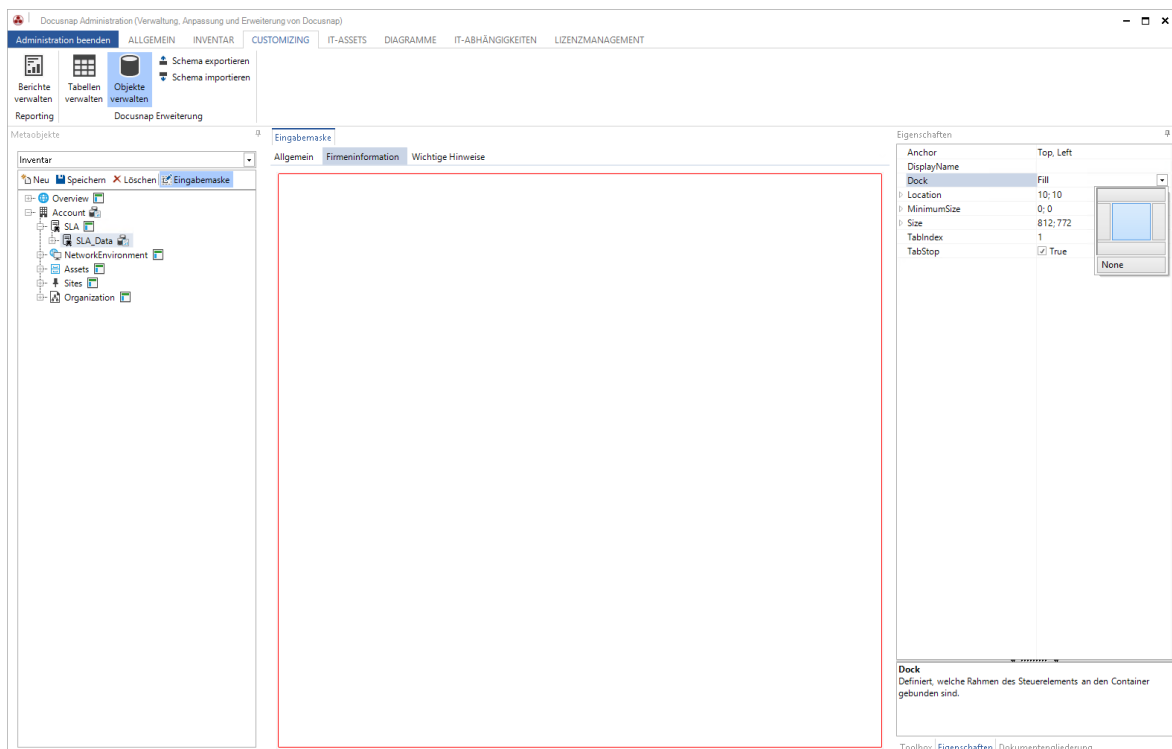 Docusnap Administration (Verwaltung, Anpassung und Erweiterung von Docusnap)
Administration beenden ALLGEMEIN INVENTAR CUSTOMIZING IT-ASSETS DIAGRAMME IT-ABHÄNGIGKEITEN LIZENZMANAGEMENT
Berichte verwalten
Tabellen verwalten
Objekte verwalten
Schema exportieren
Schema importieren
Reporting Docusnap Erweiterung
Metaobjekte
Inventar
Neu Speichern Löschen Eingabemaske
Overview
Account
SLA
SLA_Data
NetworkEnvironment
Assets
Sites
Organization
Eingabemaske
Allgemein Firmeninformation Wichtige Hinweise
Eigenschaften
Anchor Top, Left
DisplayName
Dock Fill
Location 10; 10
MinimumSize 0; 0
Size 812; 772
TabIndex 1
TabStop True
None
Dock
Definiert, welche Rahmen des Steuerelements an den Container
gebunden sind.
Toolbox Eigenschaften Dokumentengliederung